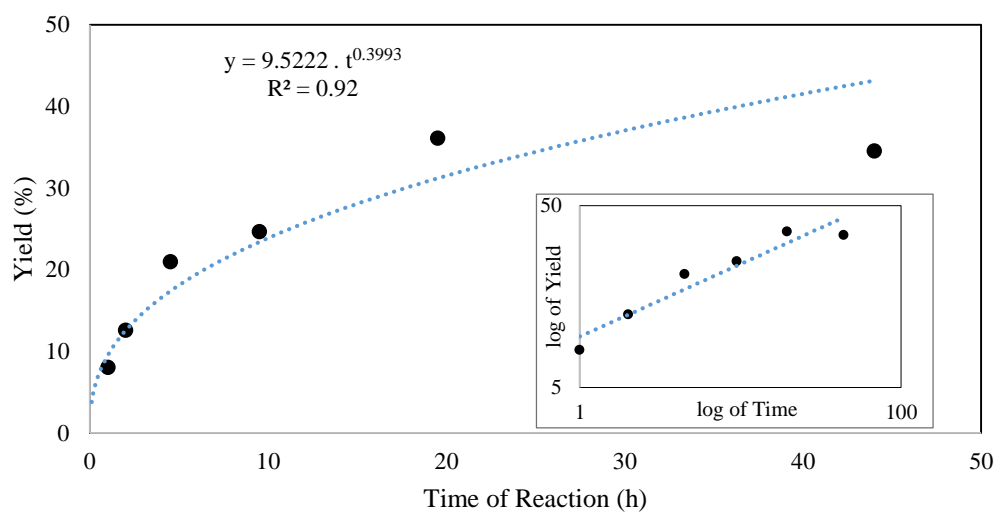 50
40
30
20
10
0
Yield (%)
y = 9.5222 . t^0.3993
R² = 0.92
50
5
log of Yield
1
100
log of Time
0
10
20
30
40
50
Time of Reaction (h)